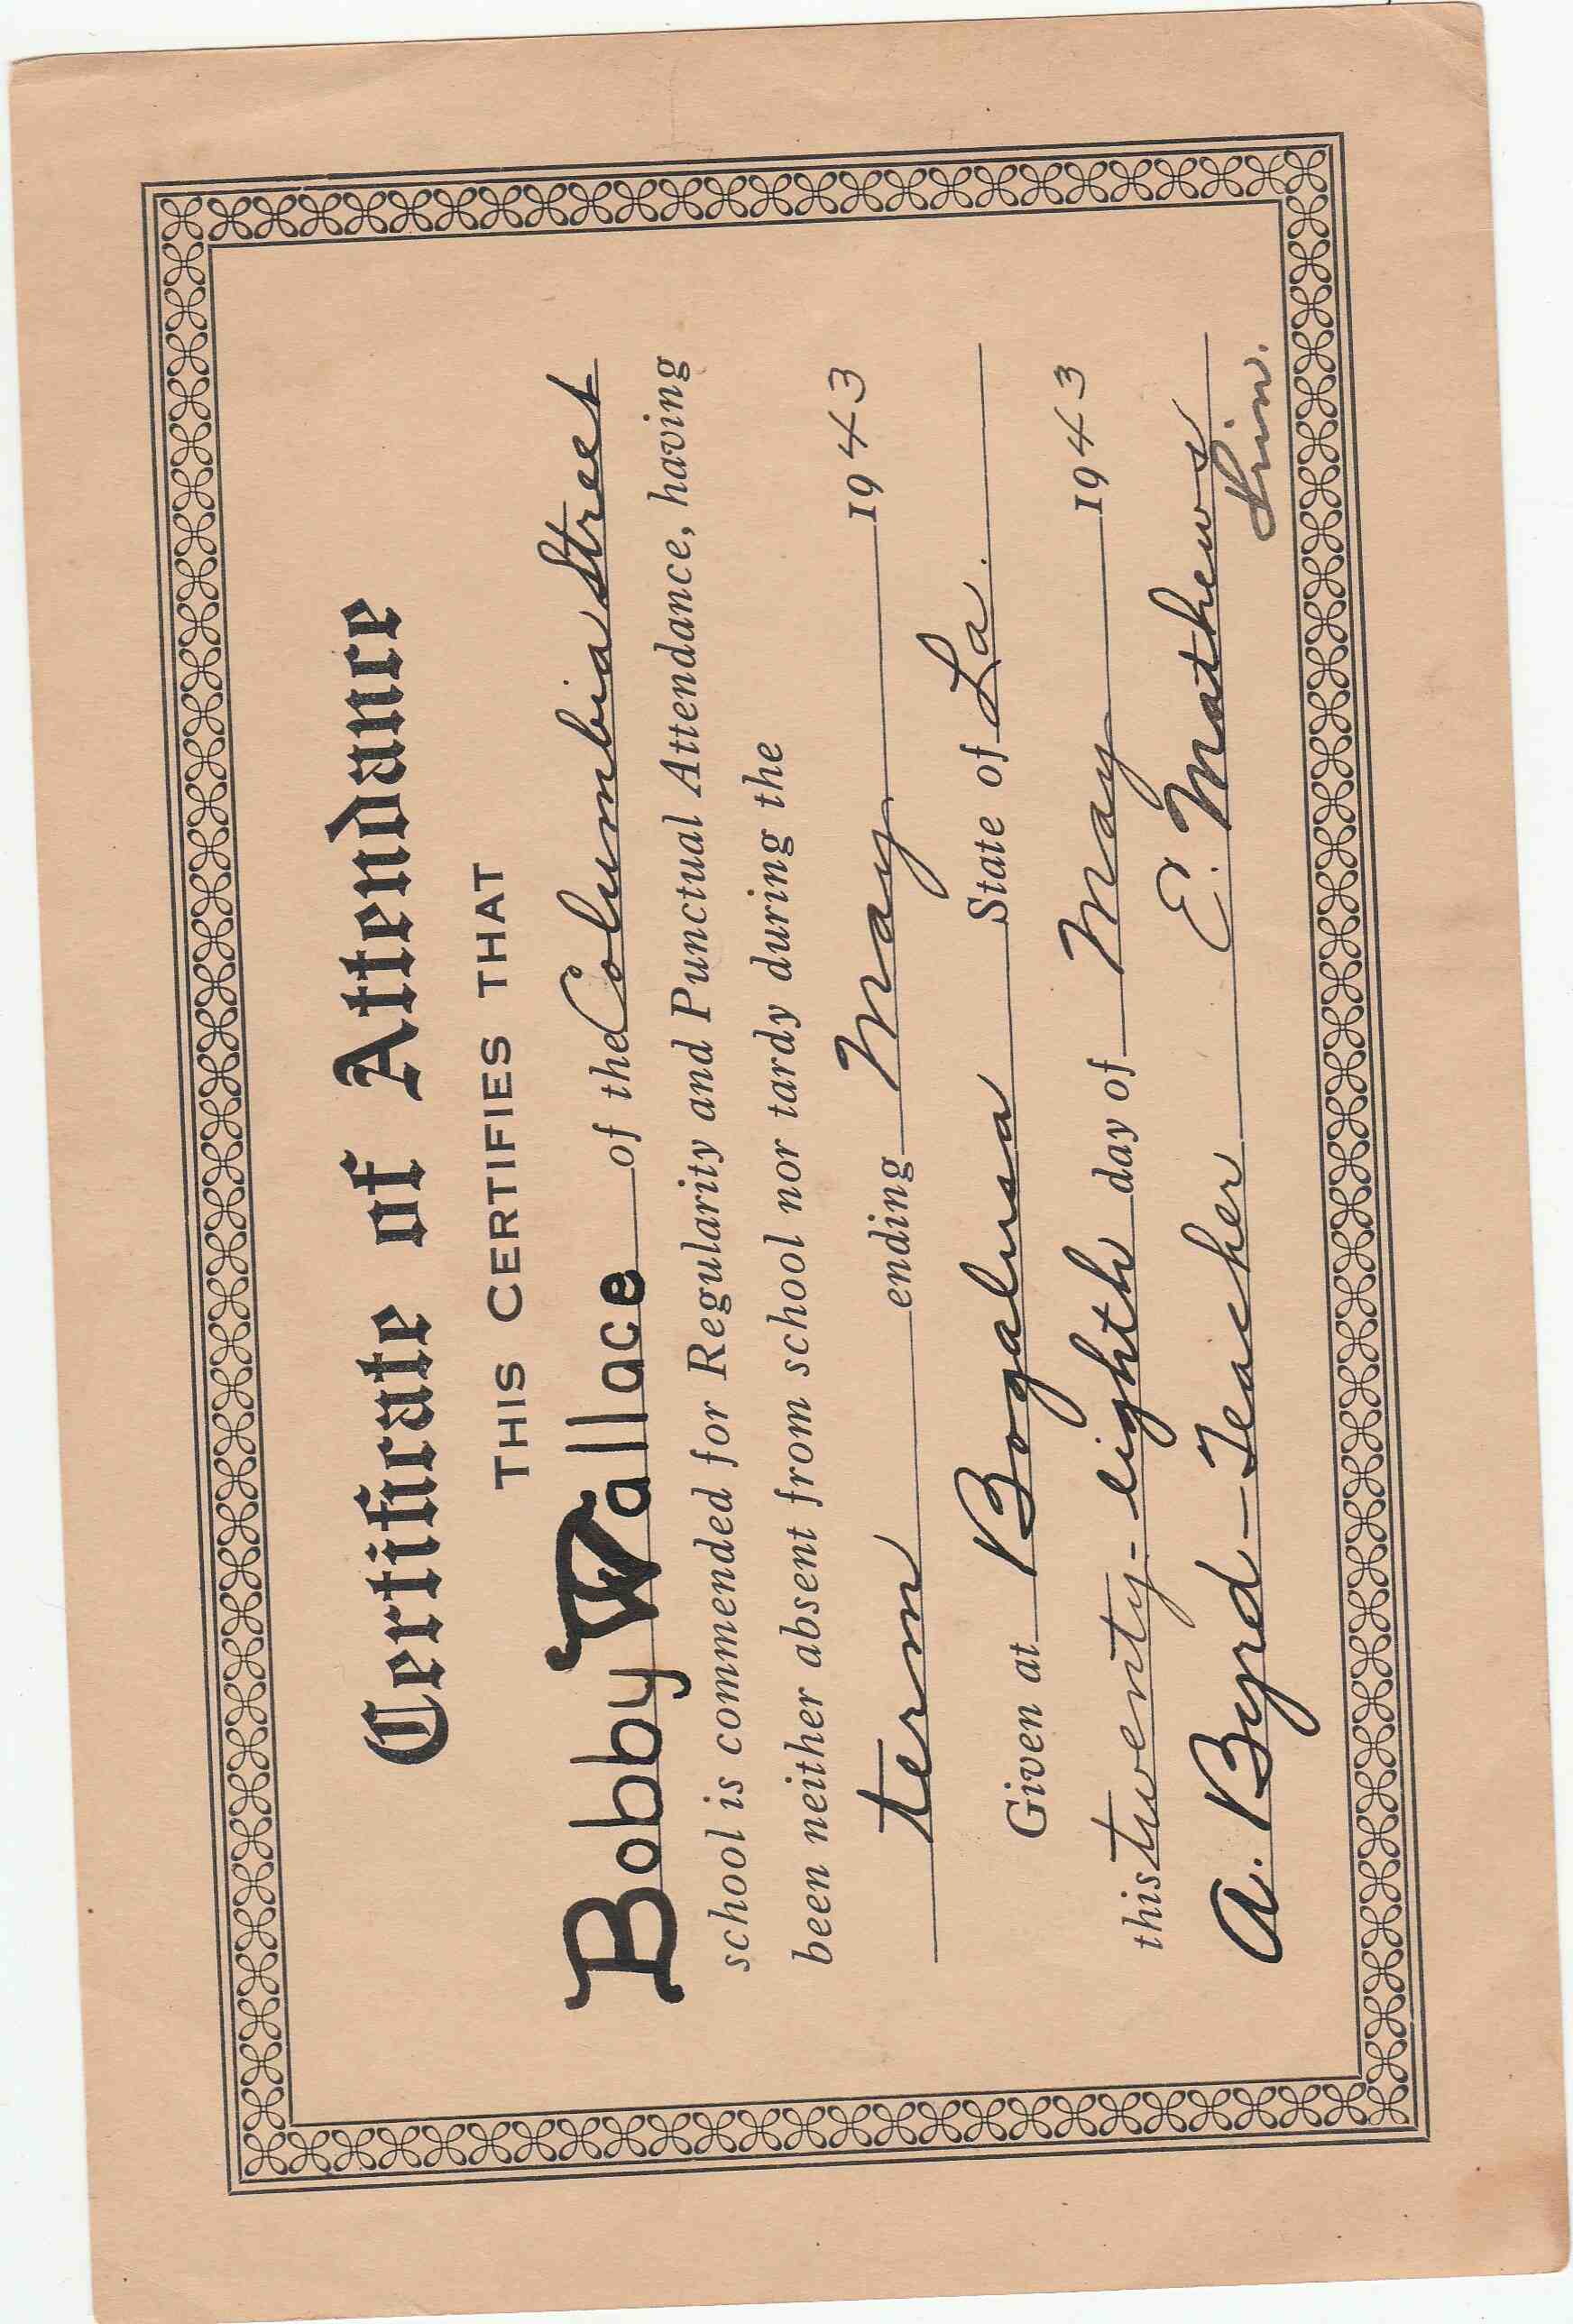 Certificate of Attendance
THIS CERTIFIES THAT
Bobby Wallace of the Columbia Street
school is commended for Regularity and Punctual Attendance, having
been neither absent from school nor tardy during the
term ending May 1943
Given at Bogalusa State of La.
this twenty-eighth day of May 1943
A. Byrd - Teacher E. Mathews
Prin.